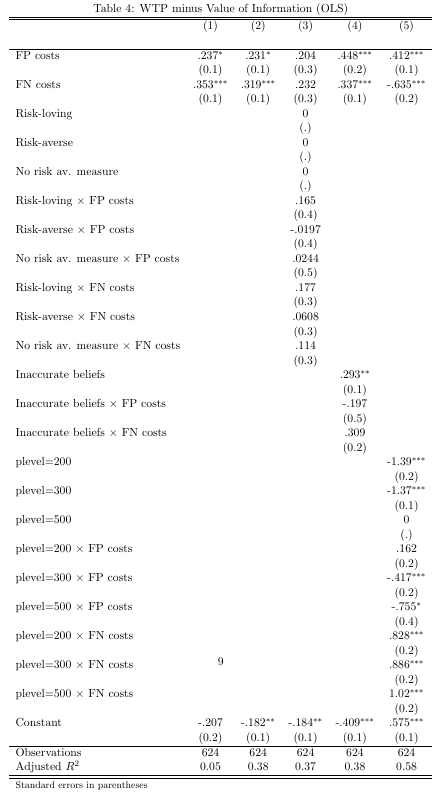 Table 4: WTP minus Value of Information (OLS)
(1) (2) (3) (4) (5)
FP costs .237* .231* .204 .448*** .412***
(0.1) (0.1) (0.3) (0.2) (0.1)
FN costs .353*** .319*** .232 .337*** -.635***
(0.1) (0.1) (0.3) (0.1) (0.2)
Risk-loving 0
(.)
Risk-averse 0
(.)
No risk av. measure 0
(.)
Risk-loving × FP costs .165
(0.4)
Risk-averse × FP costs -.0197
(0.4)
No risk av. measure × FP costs .0244
(0.5)
Risk-loving × FN costs .177
(0.3)
Risk-averse × FN costs .0608
(0.3)
No risk av. measure × FN costs .114
(0.3)
Inaccurate beliefs .293**
(0.1)
Inaccurate beliefs × FP costs -.197
(0.5)
Inaccurate beliefs × FN costs .309
(0.2)
plevel=200 -1.39***
(0.2)
plevel=300 -1.37***
(0.1)
plevel=500 0
(.)
plevel=200 × FP costs .162
(0.2)
plevel=300 × FP costs -.417***
(0.2)
plevel=500 × FP costs -.755*
(0.4)
plevel=200 × FN costs .828***
(0.2)
9
plevel=300 × FN costs .886***
(0.2)
plevel=500 × FN costs 1.02***
(0.2)
Constant -.207 -.182** -.184** -.409*** .575***
(0.2) (0.1) (0.1) (0.1) (0.1)
Observations 624 624 624 624 624
Adjusted R² 0.05 0.38 0.37 0.38 0.58
Standard errors in parentheses